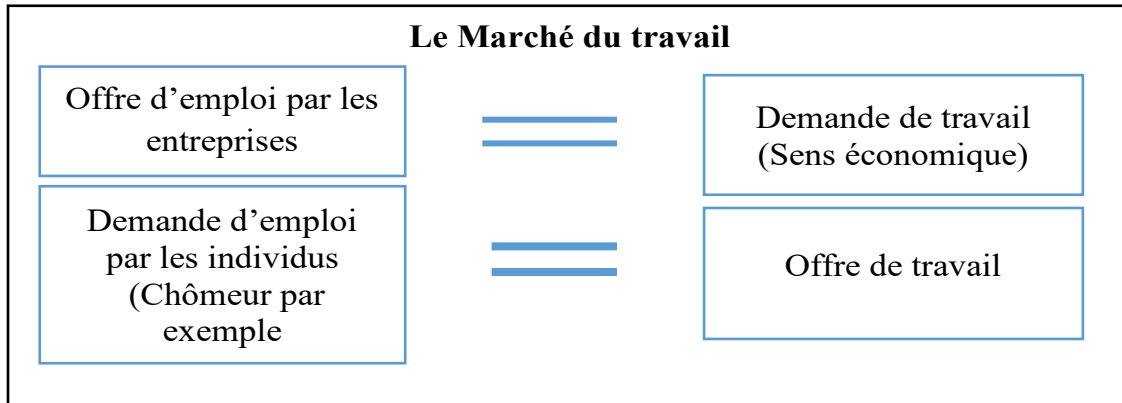 Le Marché du travail
Offre d’emploi par les
entreprises
Demande de travail
(Sens économique)
Demande d’emploi
par les individus
(Chômeur par
exemple
Offre de travail